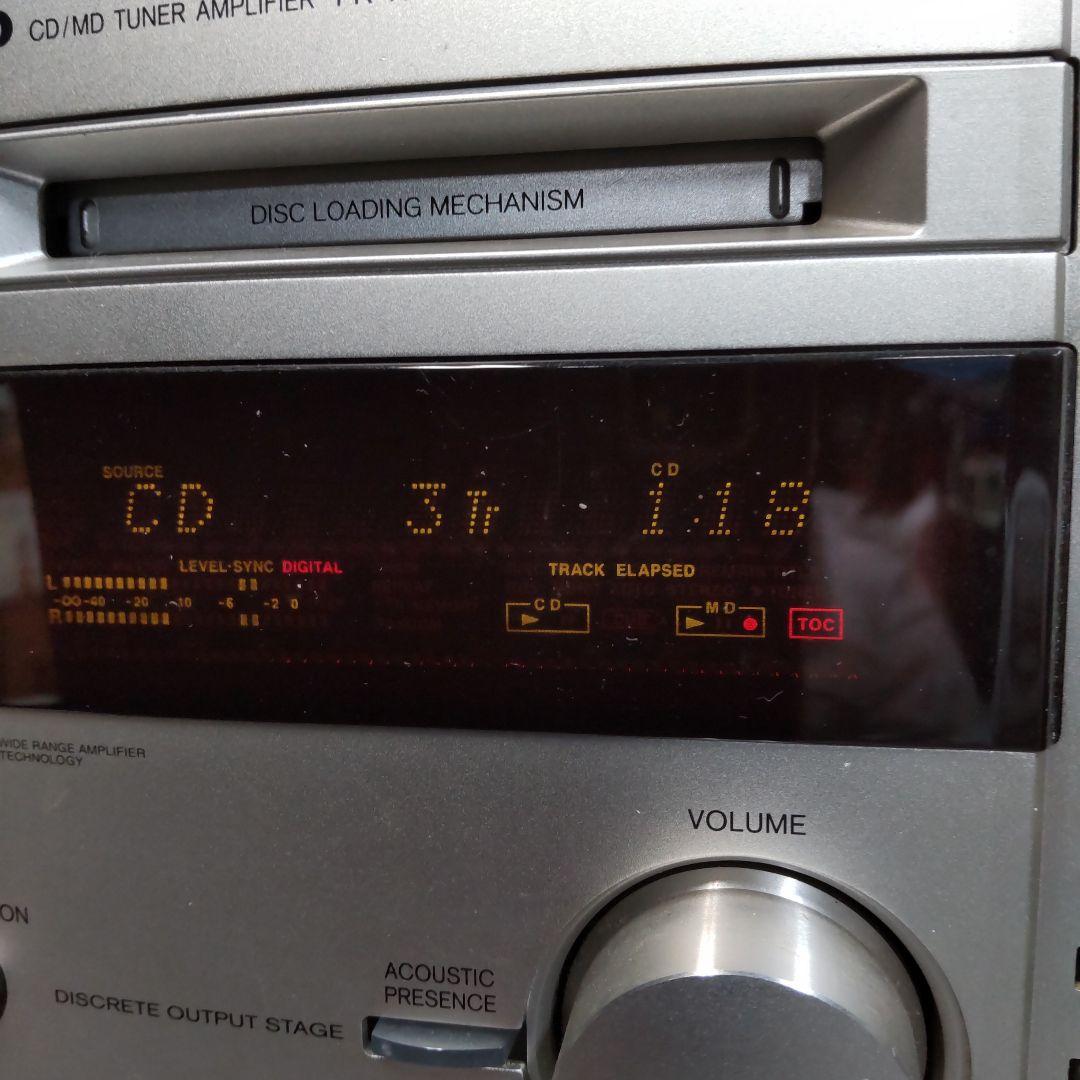 CD/MD TUNER AMPLIFIER
DISC LOADING MECHANISM
SOURCE CD
CD 3Tr 1:18
LEVEL·SYNC DIGITAL TRACK ELAPSED
L
-∞-40 -20 -10 -6 -2 0 CD MD TOC
R
WIDE RANGE AMPLIFIER
TECHNOLOGY
VOLUME
ON
ACOUSTIC
PRESENCE
DISCRETE OUTPUT STAGE